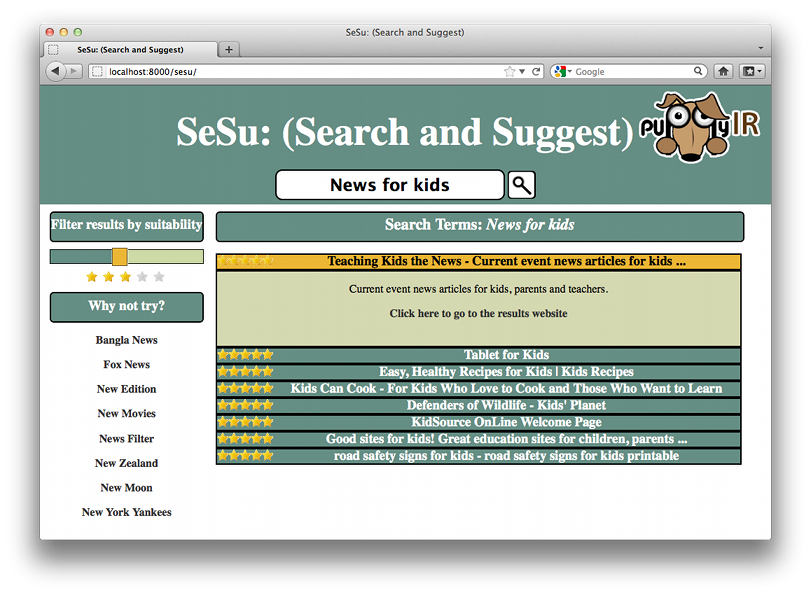 SeSu: (Search and Suggest)
SeSu: (Search and Suggest)
localhost:8000/sesu/
Google
SeSu: (Search and Suggest)
puppyIR
News for kids
Filter results by suitability
Search Terms: News for kids
Why not try?
Bangla News
Fox News
New Edition
New Movies
News Filter
New Zealand
New Moon
New York Yankees
Teaching Kids the News - Current event news articles for kids ...
Current event news articles for kids, parents and teachers.
Click here to go to the results website
Tablet for Kids
Easy, Healthy Recipes for Kids | Kids Recipes
Kids Can Cook - For Kids Who Love to Cook and Those Who Want to Learn
Defenders of Wildlife - Kids' Planet
KidSource OnLine Welcome Page
Good sites for kids! Great education sites for children, parents ...
road safety signs for kids - road safety signs for kids printable